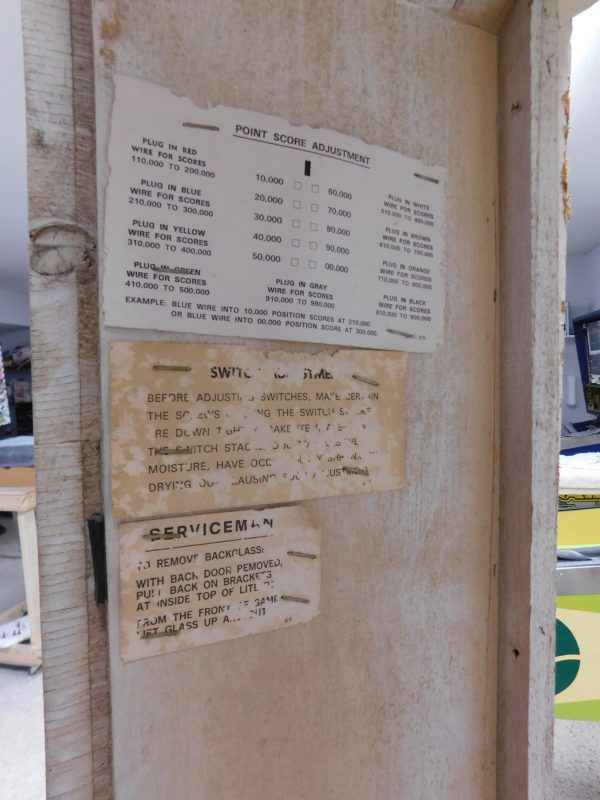 POINT SCORE ADJUSTMENT
PLUG IN RED
WIRE FOR SCORES
110,000 TO 200,000
PLUG IN BLUE
WIRE FOR SCORES
210,000 TO 300,000
PLUG IN YELLOW
WIRE FOR SCORES
310,000 TO 400,000
PLUG IN GREEN
WIRE FOR SCORES
410,000 TO 500,000
10,000 60,000
20,000 70,000
30,000 80,000
40,000 90,000
50,000 00,000
PLUG IN GRAY
WIRE FOR SCORES
910,000 TO 990,000
PLUG IN WHITE
WIRE FOR SCORES
510,000 TO 600,000
PLUG IN BROWN
WIRE FOR SCORES
610,000 TO 700,000
PLUG IN ORANGE
WIRE FOR SCORES
710,000 TO 800,000
PLUG IN BLACK
WIRE FOR SCORES
810,000 TO 900,000
EXAMPLE: BLUE WIRE INTO 10,000 POSITION SCORES AT 210,000
OR BLUE WIRE INTO 00,000 POSITION SCORE AT 300,000.
BEFORE ADJUSTING SWITCHES, MAKE CERTAIN
THE THE SWITCH
DOWN
THE SWITCH
MOISTURE, HAVE
DRYING CAUSING
SERVICEMAN
TO REMOVE BACKGLASS:
WITH BACK DOOR REMOVED,
PULL BACK ON BRACKETS
AT INSIDE TOP OF
FROM THE FRONT GAME
LIFT GLASS UP OUT